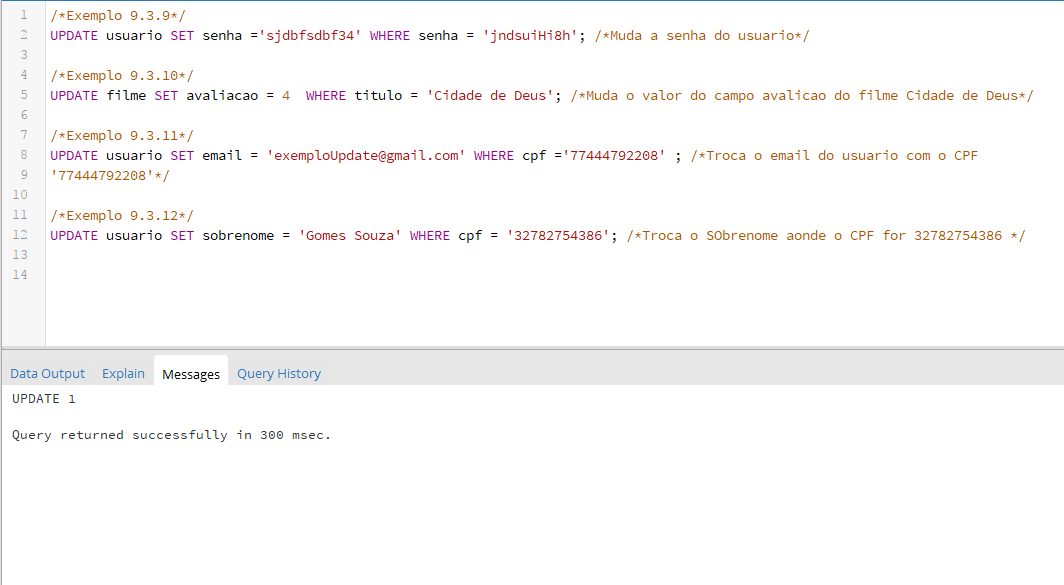 1 /*Exemplo 9.3.9*/
2 UPDATE usuario SET senha ='sjdbfsdbf34' WHERE senha = 'jndsuiHi8h'; /*Muda a senha do usuario*/
3
4 /*Exemplo 9.3.10*/
5 UPDATE filme SET avaliacao = 4  WHERE titulo = 'Cidade de Deus'; /*Muda o valor do campo avalicao do filme Cidade de Deus*/
6
7 /*Exemplo 9.3.11*/
8 UPDATE usuario SET email = 'exemploUpdate@gmail.com' WHERE cpf ='77444792208' ; /*Troca o email do usuario com o CPF
9 '77444792208'*/
10
11 /*Exemplo 9.3.12*/
12 UPDATE usuario SET sobrenome = 'Gomes Souza' WHERE cpf = '32782754386'; /*Troca o SObrenome aonde o CPF for 32782754386 */
13
14
Data Output Explain Messages Query History
UPDATE 1
Query returned successfully in 300 msec.